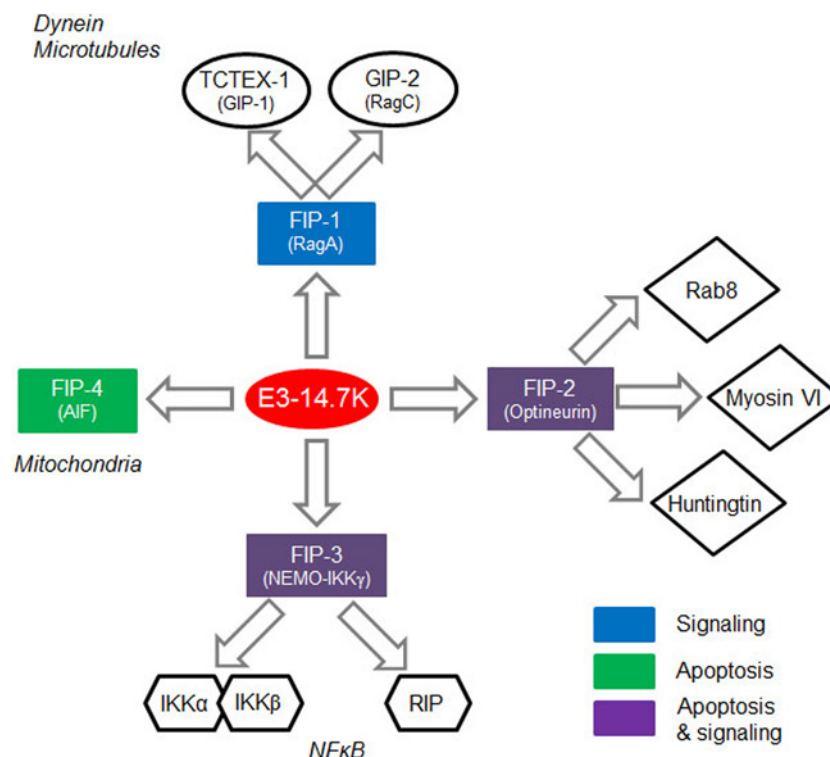 Dynein
Microtubules
TCTEX-1
(GIP-1)
GIP-2
(RagC)
FIP-1
(RagA)
Rab8
FIP-4
(AIF)
E3-14.7K
FIP-2
(Optineurin)
Myosin VI
Mitochondria
Huntingtin
FIP-3
(NEMO-IKKγ)
Signaling
Apoptosis
Apoptosis
& signaling
IKKα
IKKβ
RIP
NFκB